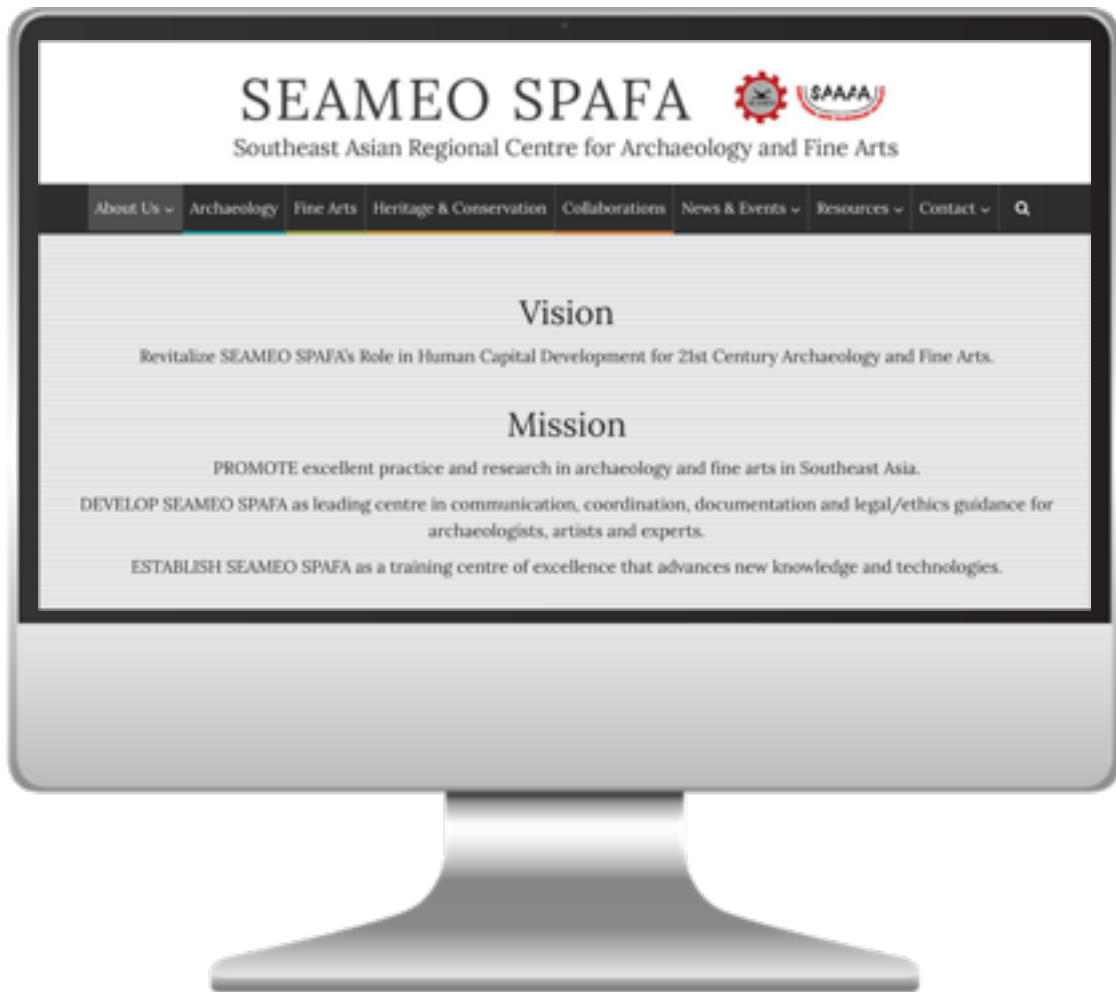 SEAMEO SPAFA
SPAFA
Southeast Asian Regional Centre for Archaeology and Fine Arts
About Us Archaeology Fine Arts Heritage & Conservation Collaborations News & Events Resources Contact
Vision
Revitalize SEAMEO SPAFA's Role in Human Capital Development for 21st Century Archaeology and Fine Arts.
Mission
PROMOTE excellent practice and research in archaeology and fine arts in Southeast Asia.
DEVELOP SEAMEO SPAFA as leading centre in communication, coordination, documentation and legal/ethics guidance for
archaeologists, artists and experts.
ESTABLISH SEAMEO SPAFA as a training centre of excellence that advances new knowledge and technologies.